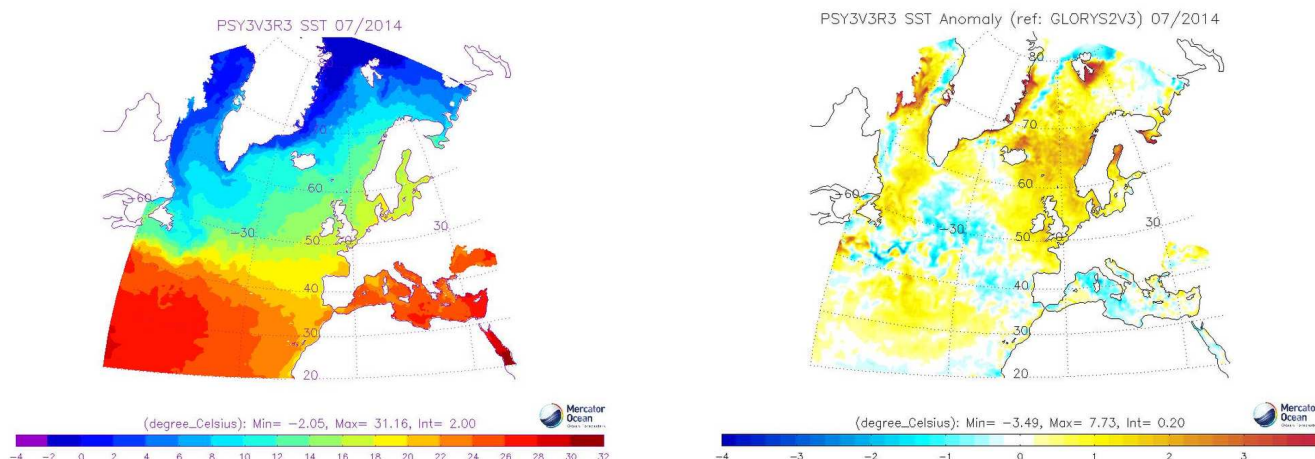 PSY3V3R3 SST 07/2014
70
60
-60
-30
50
0
30
40
30
20
(degree_Celsius): Min= -2.05, Max= 31.16, Int= 2.00
Mercator
Ocean
-4 -2 0 2 4 6 8 10 12 14 16 18 20 22 24 26 28 30 32
PSY3V3R3 SST Anomaly (ref: GLORYS2V3) 07/2014
80
70
60
-60
-30
50
0
30
40
30
20
(degree_Celsius): Min= -3.49, Max= 7.73, Int= 0.20
Mercator
Ocean
-4 -3 -2 -1 0 1 2 3